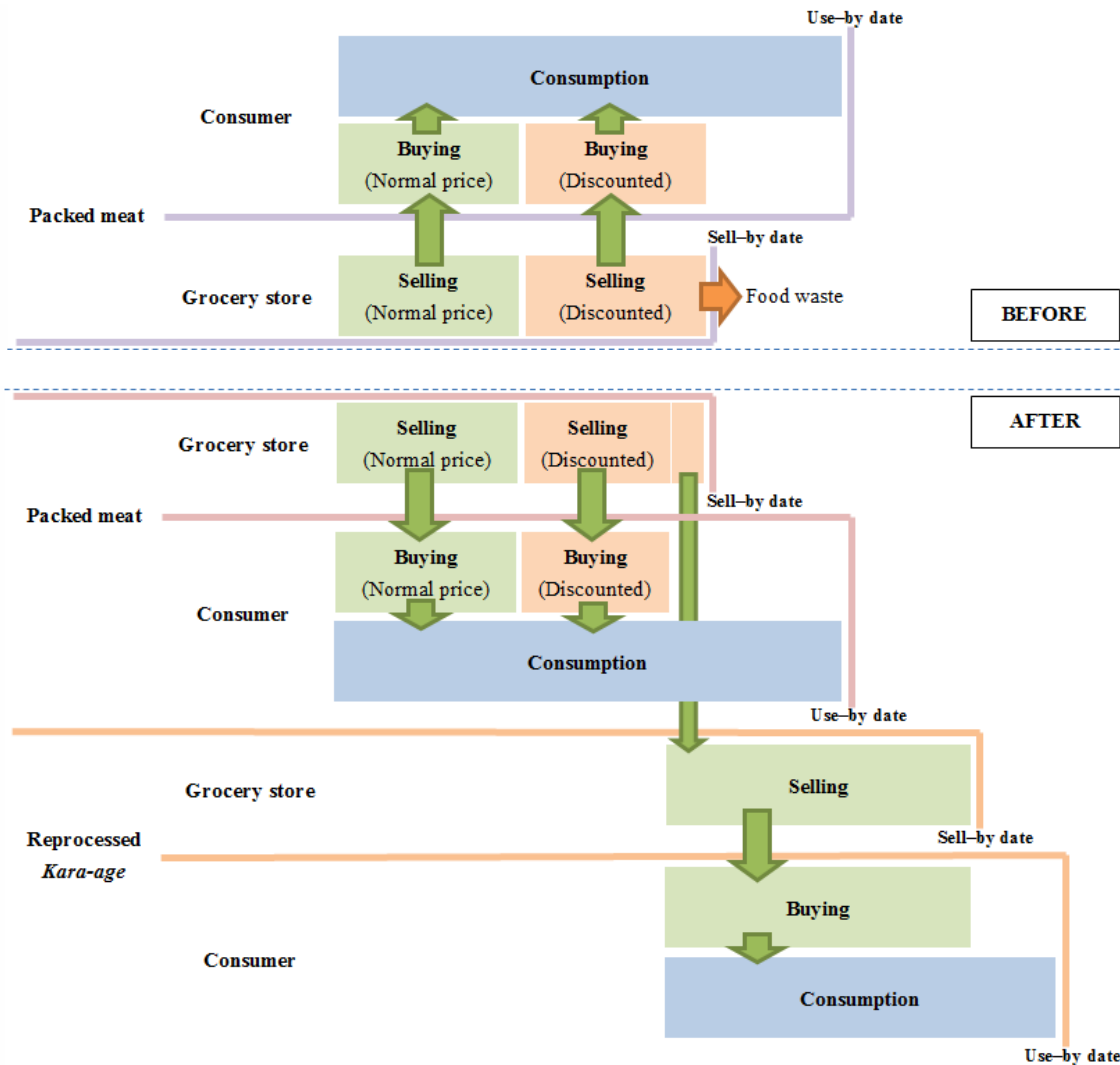 Use–by date
Consumption
Consumer
Buying
(Normal price)
Buying
(Discounted)
Packed meat
Sell–by date
Selling
(Normal price)
Selling
(Discounted)
Grocery store
Food waste
BEFORE
AFTER
Grocery store
Selling
(Normal price)
Selling
(Discounted)
Sell–by date
Packed meat
Buying
(Normal price)
Buying
(Discounted)
Consumer
Consumption
Use–by date
Grocery store
Selling
Sell–by date
Reprocessed
Kara-age
Buying
Consumer
Consumption
Use–by date